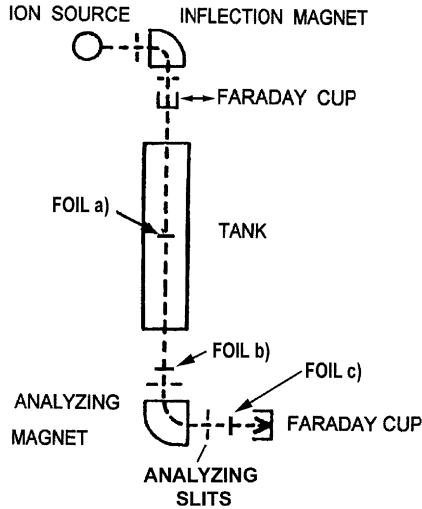 ION SOURCE
INFLECTION MAGNET
FARADAY CUP
FOIL a)
TANK
FOIL b)
FOIL c)
ANALYZING
MAGNET
FARADAY CUP
ANALYZING
SLITS